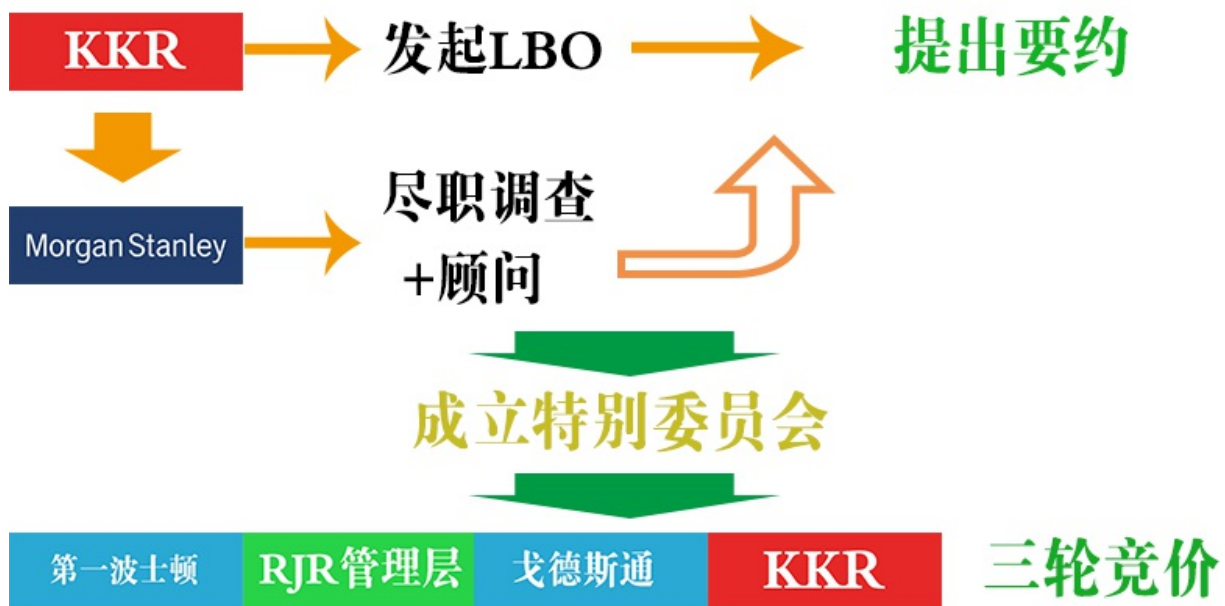 KKR 发起LBO 提出要约
Morgan Stanley 尽职调查
+顾问
成立特别委员会
第一波士顿 RJR管理层 戈德斯通 KKR 三轮竞价